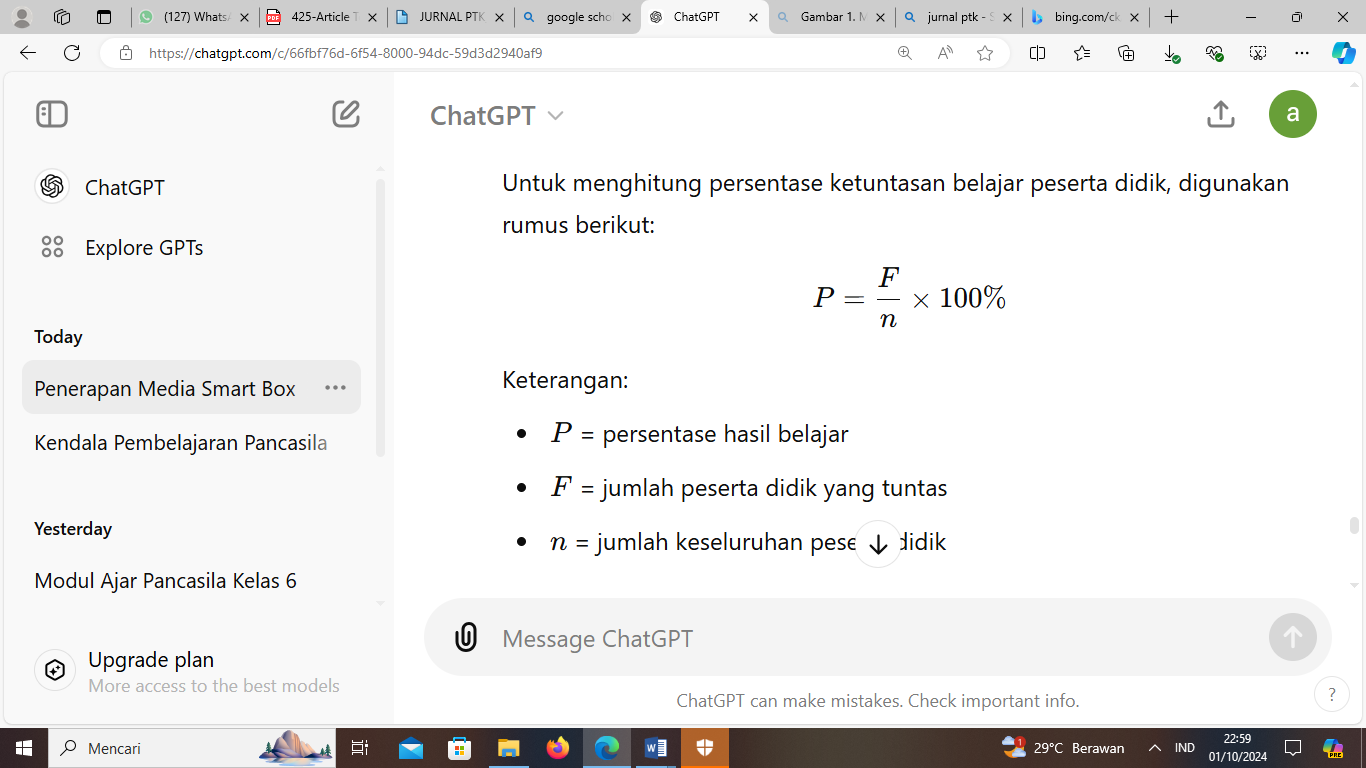 (127) WhatsA
425-Article T
JURNAL PTK
google scho
ChatGPT
Gambar 1. M
jurnal ptk - S
bing.com/ck
https://chatgpt.com/c/66fbf76d-6f54-8000-94dc-59d3d2940af9
ChatGPT
a
ChatGPT
Explore GPTs
Today
Penerapan Media Smart Box
Kendala Pembelajaran Pancasila
Yesterday
Modul Ajar Pancasila Kelas 6
Upgrade plan
More access to the best models
Untuk menghitung persentase ketuntasan belajar peserta didik, digunakan
rumus berikut:
P = F/n × 100%
Keterangan:
• P = persentase hasil belajar
• F = jumlah peserta didik yang tuntas
• n = jumlah keseluruhan pese didik
Message ChatGPT
ChatGPT can make mistakes. Check important info.
?
Mencari
29°C Berawan
IND
22:59
01/10/2024